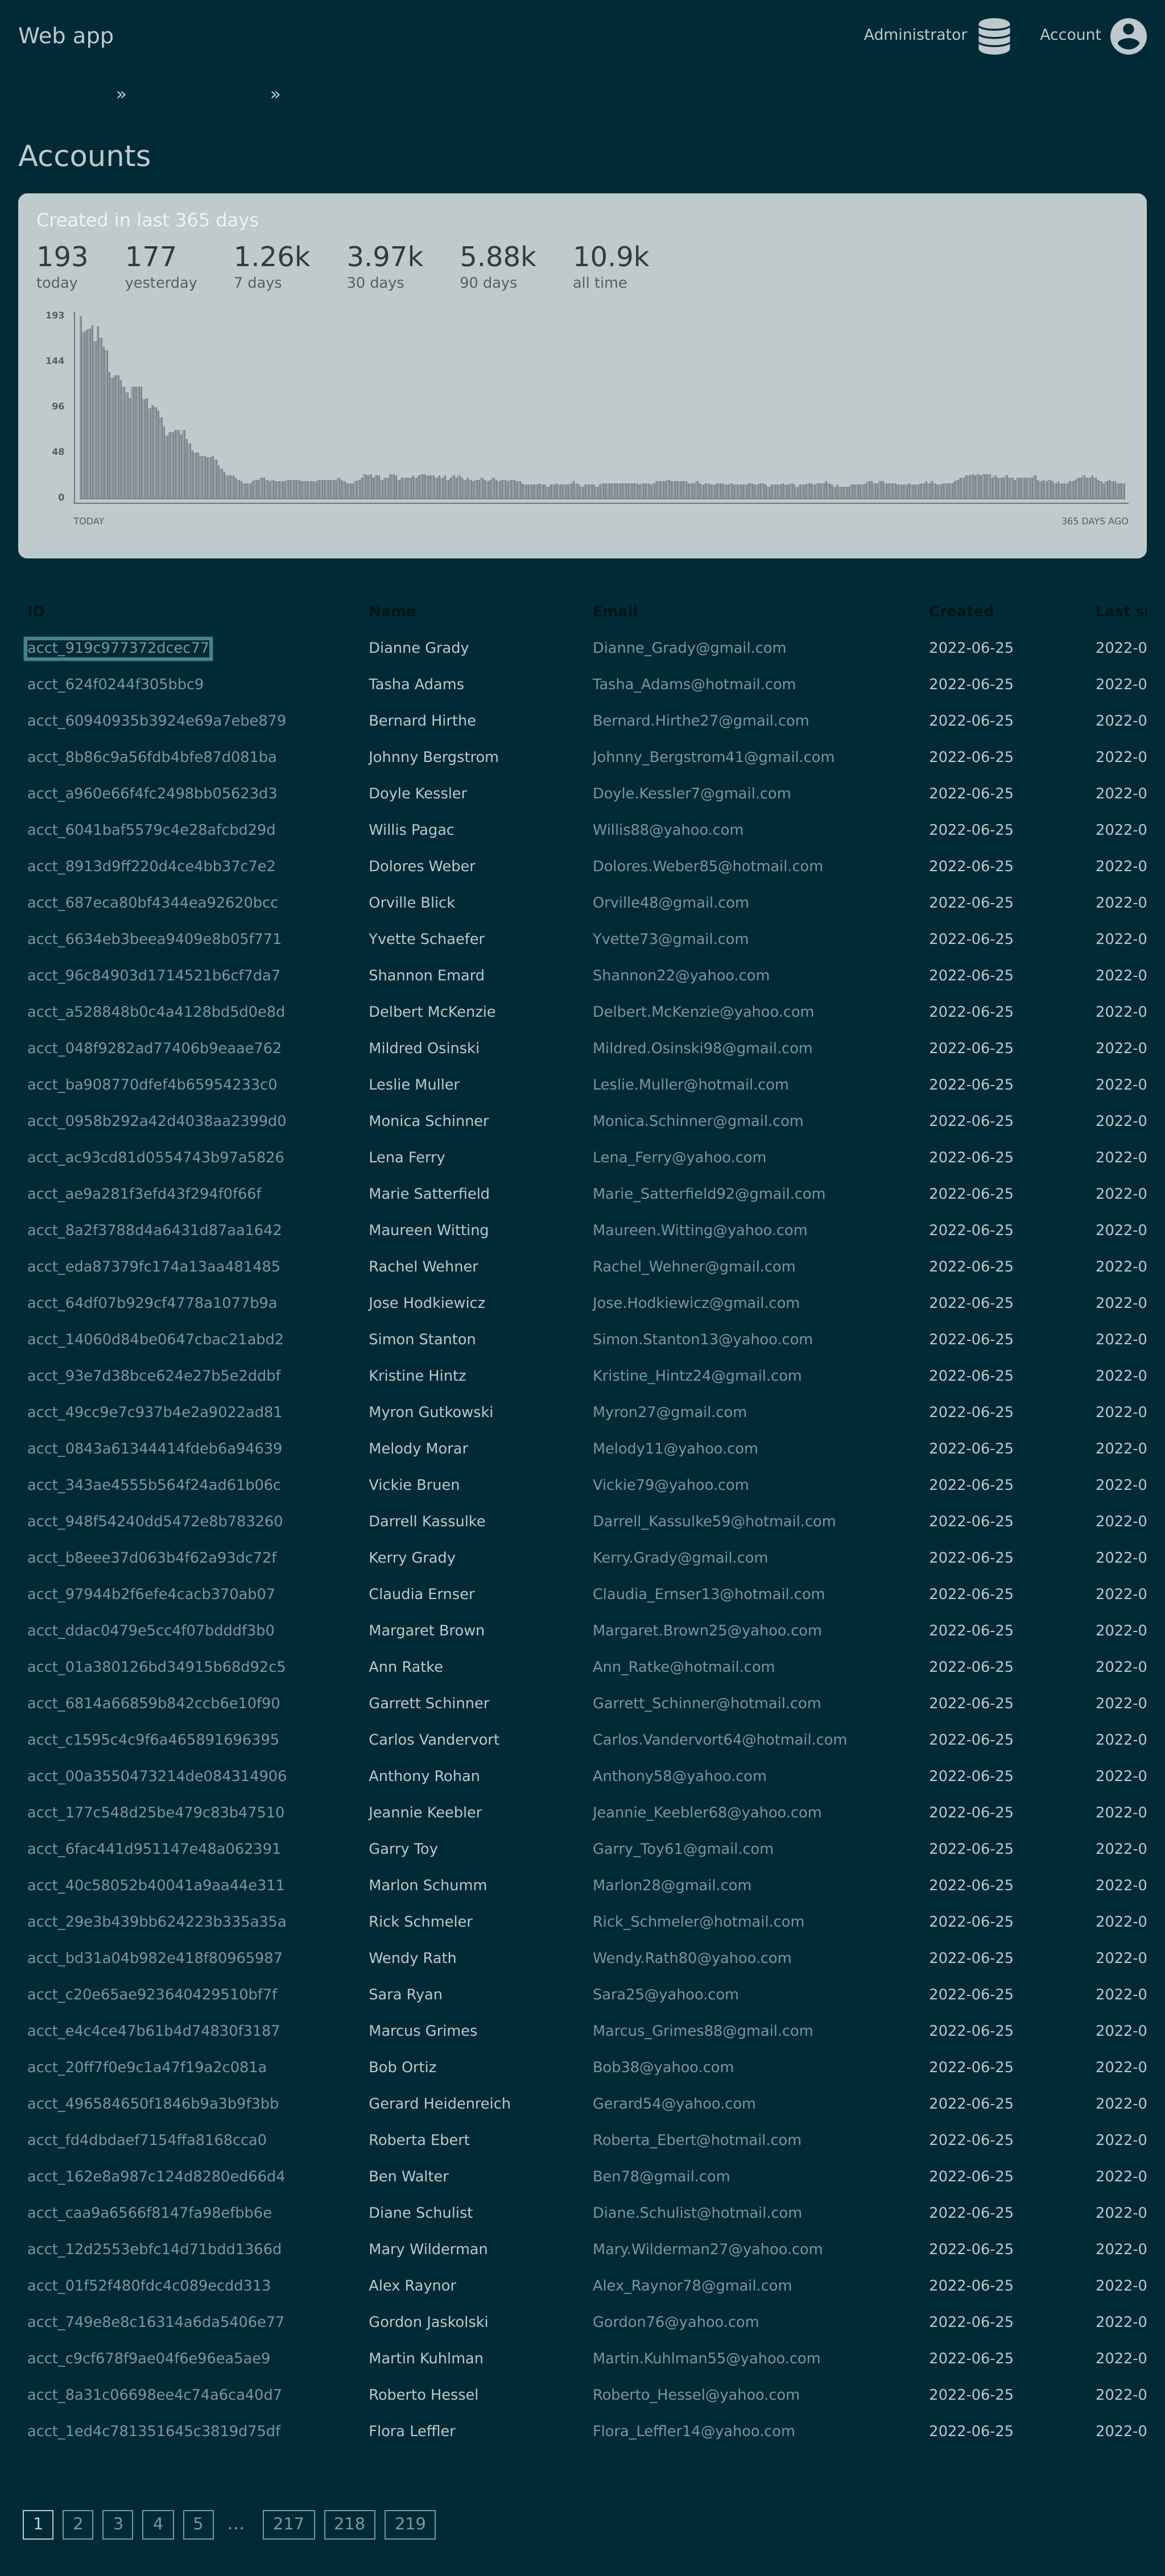 Web app Administrator Account
» »
Accounts
Created in last 365 days
193 177 1.26k 3.97k 5.88k 10.9k
today yesterday 7 days 30 days 90 days all time
193
144
96
48
0
TODAY 365 DAYS AGO
ID Name Email Created Last si
acct_919c977372dcec77 Dianne Grady Dianne_Grady@gmail.com 2022-06-25 2022-0
acct_624f0244f305bbc9 Tasha Adams Tasha_Adams@hotmail.com 2022-06-25 2022-0
acct_60940935b3924e69a7ebe879 Bernard Hirthe Bernard.Hirthe27@gmail.com 2022-06-25 2022-0
acct_8b86c9a56fdb4bfe87d081ba Johnny Bergstrom Johnny_Bergstrom41@gmail.com 2022-06-25 2022-0
acct_a960e66f4fc2498bb05623d3 Doyle Kessler Doyle.Kessler7@gmail.com 2022-06-25 2022-0
acct_6041baf5579c4e28afcbd29d Willis Pagac Willis88@yahoo.com 2022-06-25 2022-0
acct_8913d9ff220d4ce4bb37c7e2 Dolores Weber Dolores.Weber85@hotmail.com 2022-06-25 2022-0
acct_687eca80bf4344ea92620bcc Orville Blick Orville48@gmail.com 2022-06-25 2022-0
acct_6634eb3beea9409e8b05f771 Yvette Schaefer Yvette73@gmail.com 2022-06-25 2022-0
acct_96c84903d1714521b6cf7da7 Shannon Emard Shannon22@yahoo.com 2022-06-25 2022-0
acct_a528848b0c4a4128bd5d0e8d Delbert McKenzie Delbert.McKenzie@yahoo.com 2022-06-25 2022-0
acct_048f9282ad77406b9eaae762 Mildred Osinski Mildred.Osinski98@gmail.com 2022-06-25 2022-0
acct_ba908770dfef4b65954233c0 Leslie Muller Leslie.Muller@hotmail.com 2022-06-25 2022-0
acct_0958b292a42d4038aa2399d0 Monica Schinner Monica.Schinner@gmail.com 2022-06-25 2022-0
acct_ac93cd81d0554743b97a5826 Lena Ferry Lena_Ferry@yahoo.com 2022-06-25 2022-0
acct_ae9a281f3efd43f294f0f66f Marie Satterfield Marie_Satterfield92@gmail.com 2022-06-25 2022-0
acct_8a2f3788d4a6431d87aa1642 Maureen Witting Maureen.Witting@yahoo.com 2022-06-25 2022-0
acct_eda87379fc174a13aa481485 Rachel Wehner Rachel_Wehner@gmail.com 2022-06-25 2022-0
acct_64df07b929cf4778a1077b9a Jose Hodkiewicz Jose.Hodkiewicz@gmail.com 2022-06-25 2022-0
acct_14060d84be0647cbac21abd2 Simon Stanton Simon.Stanton13@yahoo.com 2022-06-25 2022-0
acct_93e7d38bce624e27b5e2ddbf Kristine Hintz Kristine_Hintz24@gmail.com 2022-06-25 2022-0
acct_49cc9e7c937b4e2a9022ad81 Myron Gutkowski Myron27@gmail.com 2022-06-25 2022-0
acct_0843a61344414fdeb6a94639 Melody Morar Melody11@yahoo.com 2022-06-25 2022-0
acct_343ae4555b564f24ad61b06c Vickie Bruen Vickie79@yahoo.com 2022-06-25 2022-0
acct_948f54240dd5472e8b783260 Darrell Kassulke Darrell_Kassulke59@hotmail.com 2022-06-25 2022-0
acct_b8eee37d063b4f62a93dc72f Kerry Grady Kerry.Grady@gmail.com 2022-06-25 2022-0
acct_97944b2f6efe4cacb370ab07 Claudia Ernser Claudia_Ernser13@hotmail.com 2022-06-25 2022-0
acct_ddac0479e5cc4f07bdddf3b0 Margaret Brown Margaret.Brown25@yahoo.com 2022-06-25 2022-0
acct_01a380126bd34915b68d92c5 Ann Ratke Ann_Ratke@hotmail.com 2022-06-25 2022-0
acct_6814a66859b842ccb6e10f90 Garrett Schinner Garrett_Schinner@hotmail.com 2022-06-25 2022-0
acct_c1595c4c9f6a465891696395 Carlos Vandervort Carlos.Vandervort64@hotmail.com 2022-06-25 2022-0
acct_00a3550473214de084314906 Anthony Rohan Anthony58@yahoo.com 2022-06-25 2022-0
acct_177c548d25be479c83b47510 Jeannie Keebler Jeannie_Keebler68@yahoo.com 2022-06-25 2022-0
acct_6fac441d951147e48a062391 Garry Toy Garry_Toy61@gmail.com 2022-06-25 2022-0
acct_40c58052b40041a9aa44e311 Marlon Schumm Marlon28@gmail.com 2022-06-25 2022-0
acct_29e3b439bb624223b335a35a Rick Schmeler Rick_Schmeler@hotmail.com 2022-06-25 2022-0
acct_bd31a04b982e418f80965987 Wendy Rath Wendy.Rath80@yahoo.com 2022-06-25 2022-0
acct_c20e65ae923640429510bf7f Sara Ryan Sara25@yahoo.com 2022-06-25 2022-0
acct_e4c4ce47b61b4d74830f3187 Marcus Grimes Marcus_Grimes88@gmail.com 2022-06-25 2022-0
acct_20ff7f0e9c1a47f19a2c081a Bob Ortiz Bob38@yahoo.com 2022-06-25 2022-0
acct_496584650f1846b9a3b9f3bb Gerard Heidenreich Gerard54@yahoo.com 2022-06-25 2022-0
acct_fd4dbdaef7154ffa8168cca0 Roberta Ebert Roberta_Ebert@hotmail.com 2022-06-25 2022-0
acct_162e8a987c124d8280ed66d4 Ben Walter Ben78@gmail.com 2022-06-25 2022-0
acct_caa9a6566f8147fa98efbb6e Diane Schulist Diane.Schulist@hotmail.com 2022-06-25 2022-0
acct_12d2553ebfc14d71bdd1366d Mary Wilderman Mary.Wilderman27@yahoo.com 2022-06-25 2022-0
acct_01f52f480fdc4c089ecdd313 Alex Raynor Alex_Raynor78@gmail.com 2022-06-25 2022-0
acct_749e8e8c16314a6da5406e77 Gordon Jaskolski Gordon76@yahoo.com 2022-06-25 2022-0
acct_c9cf678f9ae04f6e96ea5ae9 Martin Kuhlman Martin.Kuhlman55@yahoo.com 2022-06-25 2022-0
acct_8a31c06698ee4c74a6ca40d7 Roberto Hessel Roberto_Hessel@yahoo.com 2022-06-25 2022-0
acct_1ed4c781351645c3819d75df Flora Leffler Flora_Leffler14@yahoo.com 2022-06-25 2022-0
1 2 3 4 5 … 217 218 219